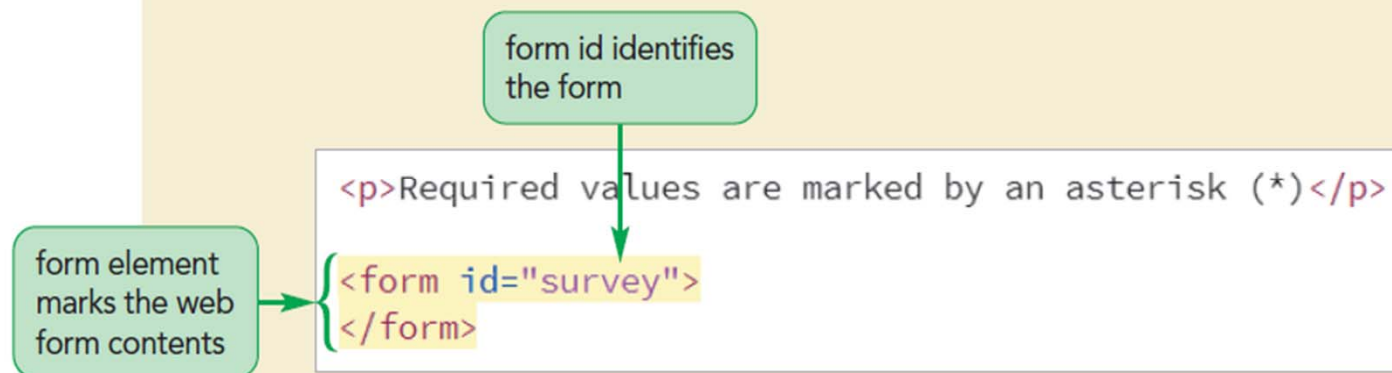 form id identifies
the form
<p>Required values are marked by an asterisk (*)</p>
form element
marks the web
form contents
<form id="survey">
</form>